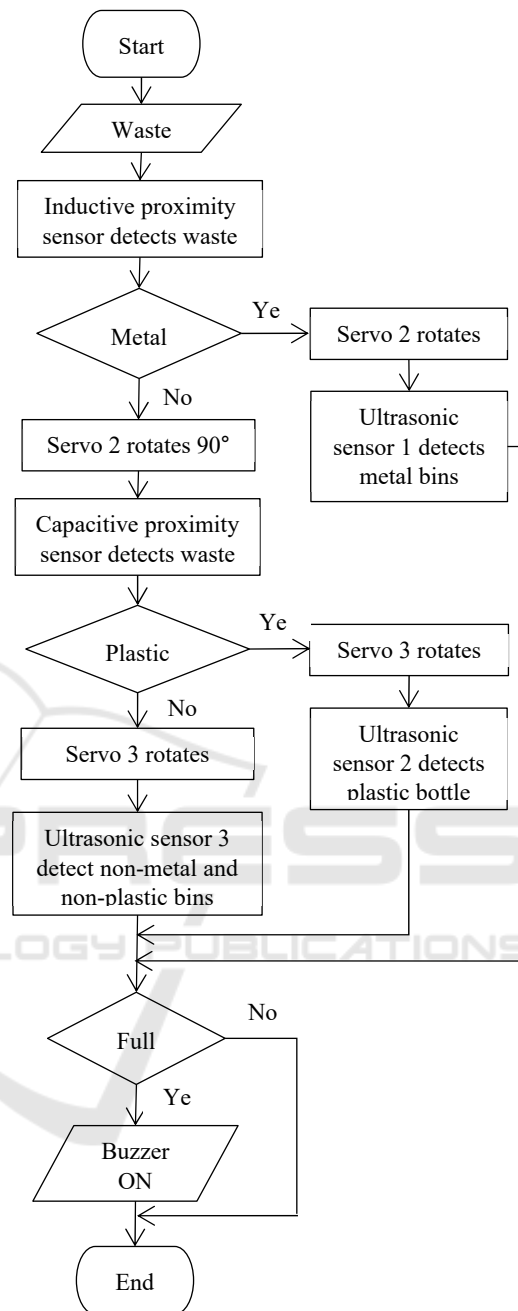 Start
Waste
Inductive proximity
sensor detects waste
Metal
Ye
Servo 2 rotates
No
Ultrasonic
sensor 1 detects
metal bins
Servo 2 rotates 90°
Capacitive proximity
sensor detects waste
Plastic
Ye
Servo 3 rotates
No
Ultrasonic
sensor 2 detects
plastic bottle
Servo 3 rotates
Ultrasonic sensor 3
detect non-metal and
non-plastic bins
PRESS
LOGY PUBLICATIONS
Full
No
Ye
Buzzer
ON
End